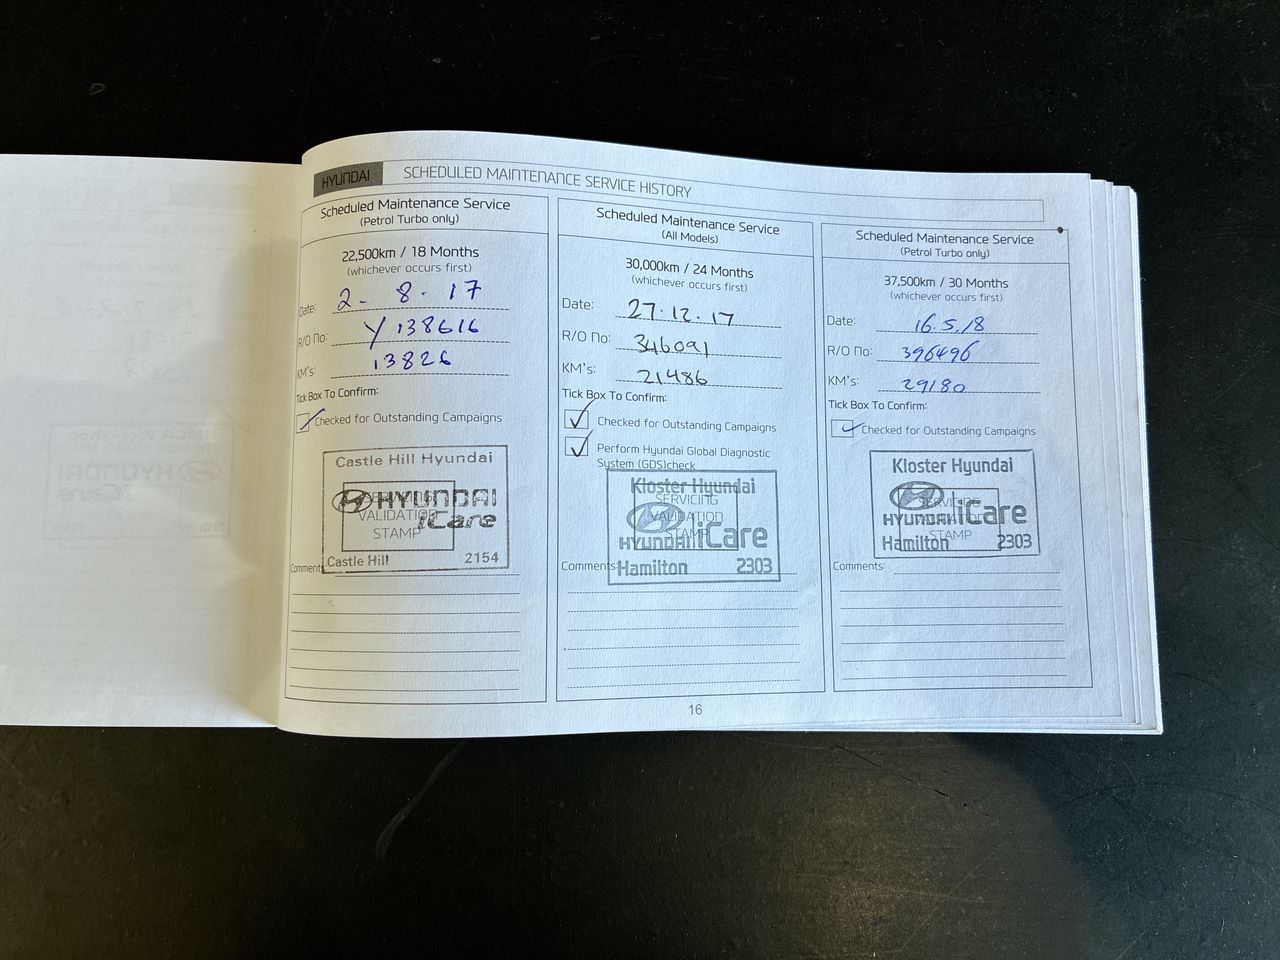 HYUNDAI SCHEDULED MAINTENANCE SERVICE HISTORY
Scheduled Maintenance Service
(Petrol Turbo only)
22,500km / 18 Months
(whichever occurs first)
Date: 2 - 8 . 17
R/O No: Y138616
KM's: 13826
Tick Box To Confirm:
Checked for Outstanding Campaigns
Castle Hill Hyundai
SERVICING
HYUNDAI
VALIDATION
iCare
STAMP
Castle Hill 2154
Comments
Scheduled Maintenance Service
(All Models)
30,000km / 24 Months
(whichever occurs first)
Date: 27.12.17
R/O No: 346091
KM's: 21486
Tick Box To Confirm:
Checked for Outstanding Campaigns
Perform Hyundai Global Diagnostic
System (GDS)check
Kloster Hyundai
SERVICING
VALIDATION
STAMP
HYUNDAI iCare
Hamilton 2303
Comments
Scheduled Maintenance Service
(Petrol Turbo only)
37,500km / 30 Months
(whichever occurs first)
Date: 16.5.18
R/O No: 396496
KM's: 29180
Tick Box To Confirm:
Checked for Outstanding Campaigns
Kloster Hyundai
HYUNDAI iCare
STAMP
Hamilton 2303
Comments:
16